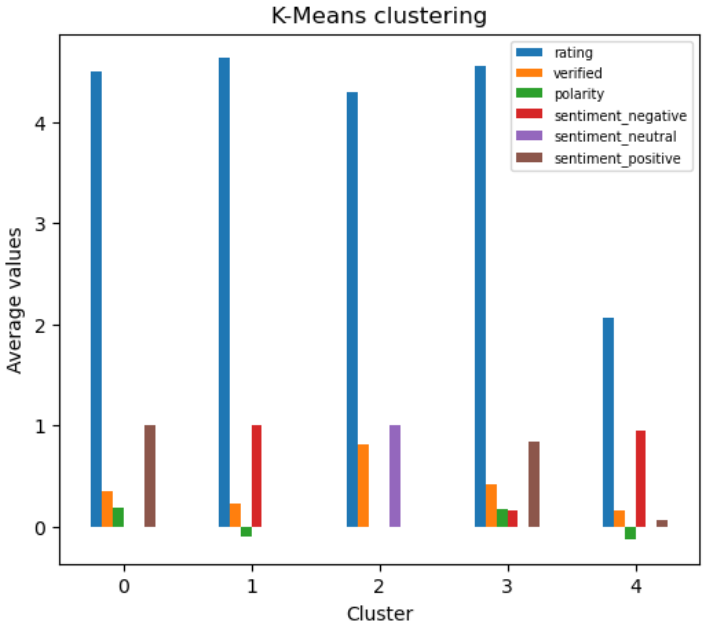 K-Means clustering
rating
verified
polarity
sentiment_negative
sentiment_neutral
sentiment_positive
4
3
2
1
0
Average values
0 1 2 3 4
Cluster